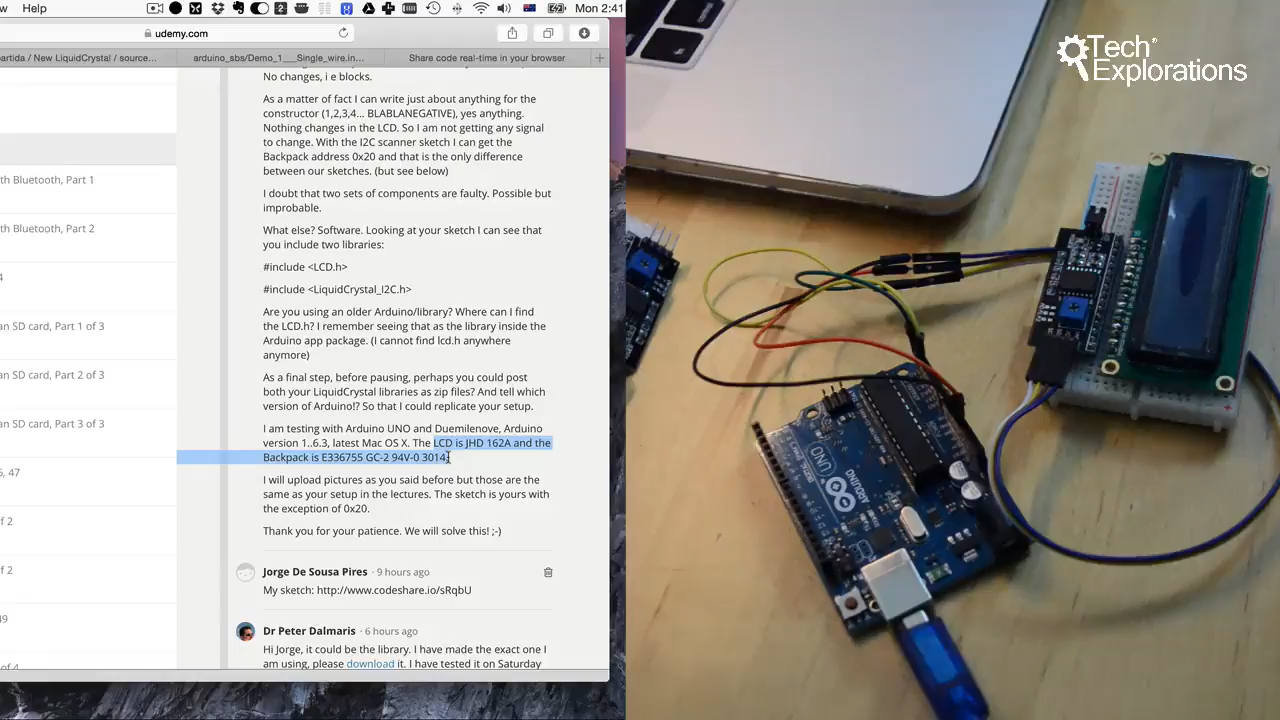 Help
Mon 2:41
udemy.com
artida / New LiquidCrystal / source...
arduino_sbs/Demo_1___Single_wire.in...
Share code real-time in your browser
No changes, i e blocks.
As a matter of fact I can write just about anything for the
constructor (1,2,3,4... BLABLANEGATIVE), yes anything.
Nothing changes in the LCD. So I am not getting any signal
to change. With the I2C scanner sketch I can get the
Backpack address 0x20 and that is the only difference
between our sketches. (but see below)
I doubt that two sets of components are faulty. Possible but
improbable.
What else? Software. Looking at your sketch I can see that
you include two libraries:
#include <LCD.h>
#include <LiquidCrystal_I2C.h>
Are you using an older Arduino/library? Where can I find
the LCD.h? I remember seeing that as the library inside the
Arduino app package. (I cannot find lcd.h anywhere
anymore)
As a final step, before pausing, perhaps you could post
both your LiquidCrystal libraries as zip files? And tell which
version of Arduino!? So that I could replicate your setup.
I am testing with Arduino UNO and Duemilenove, Arduino
version 1..6.3, latest Mac OS X. The LCD is JHD 162A and the
Backpack is E336755 GC-2 94V-0 3014.
I will upload pictures as you said before but those are the
same as your setup in the lectures. The sketch is yours with
the exception of 0x20.
Thank you for your patience. We will solve this! ;-)
Jorge De Sousa Pires · 9 hours ago
My sketch: http://www.codeshare.io/sRqbU
Dr Peter Dalmaris · 6 hours ago
Hi Jorge, it could be the library. I have made the exact one I
am using, please download it. I have tested it on Saturday
th Bluetooth, Part 1
th Bluetooth, Part 2
4
an SD card, Part 1 of 3
an SD card, Part 2 of 3
an SD card, Part 3 of 3
6, 47
of 2
of 2
49
of 4
Tech
Explorations
UNO
ARDUINO